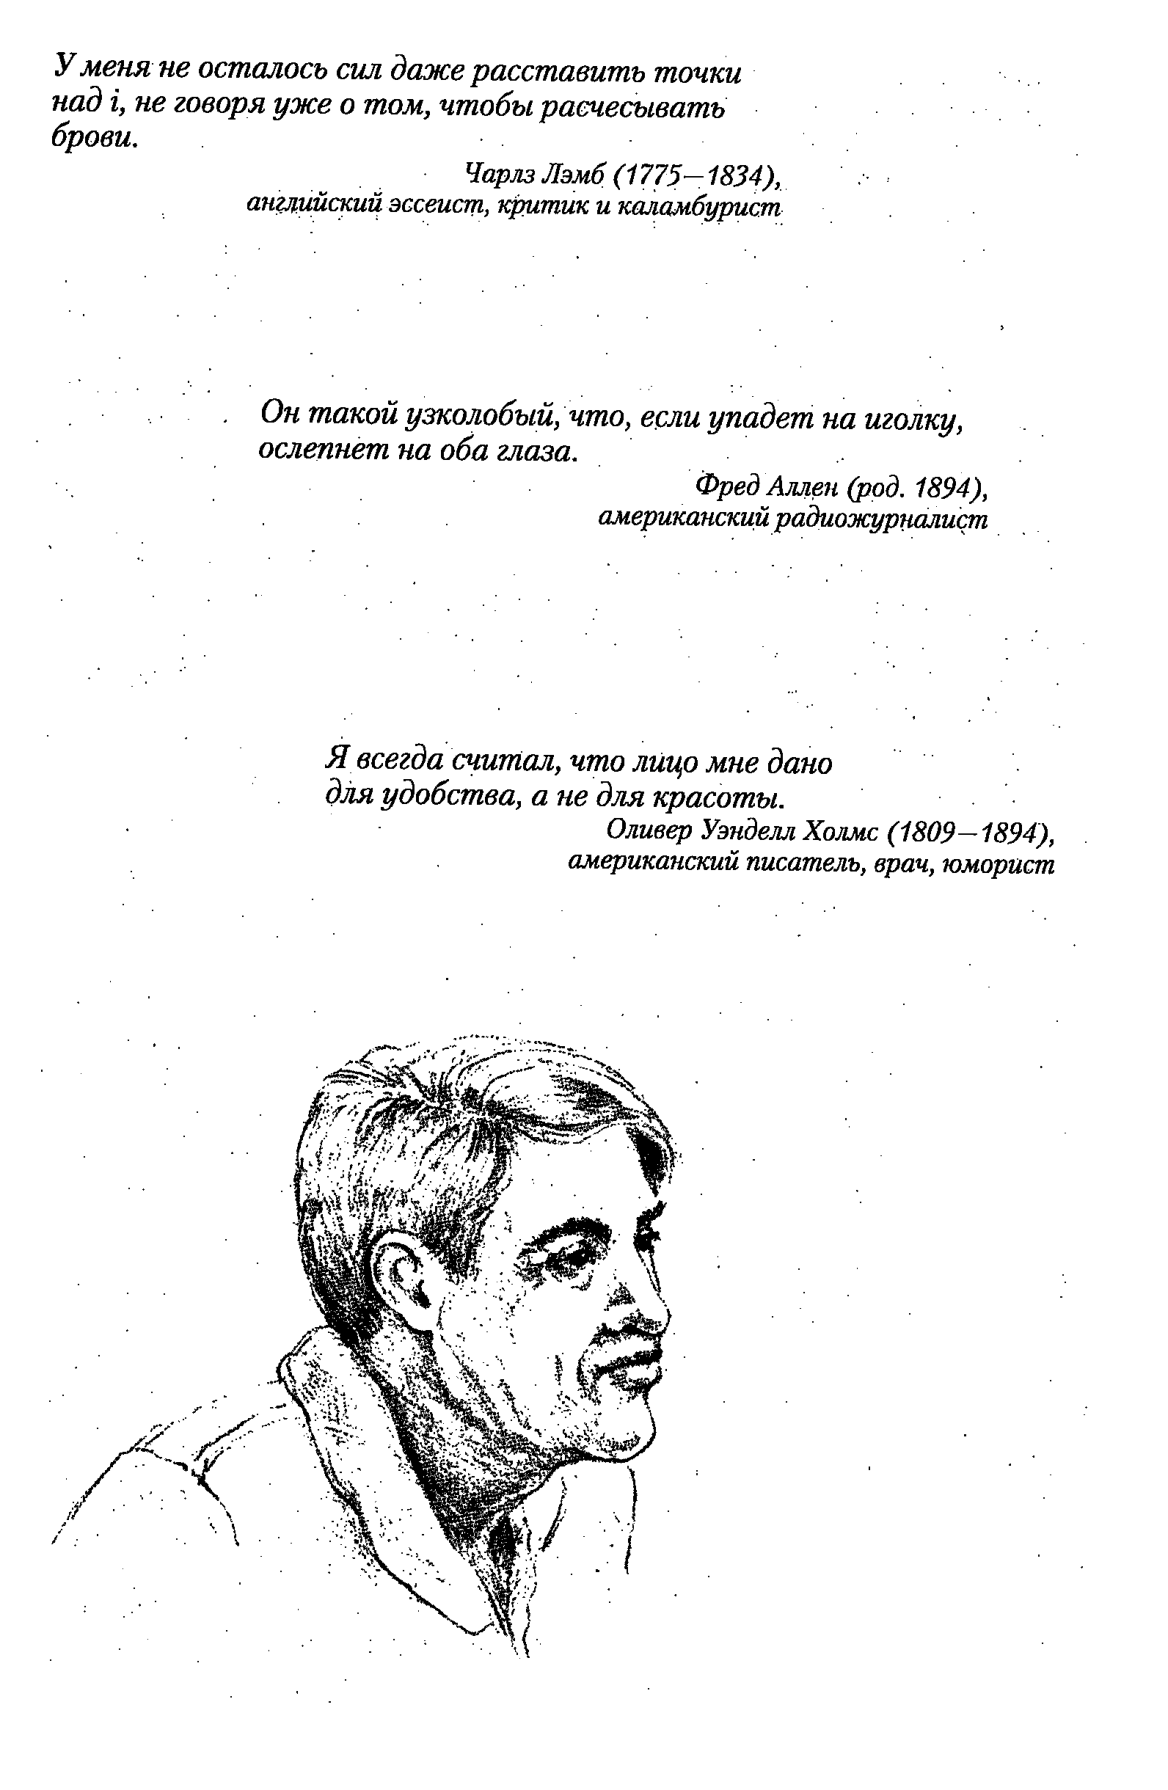 У меня не осталось сил даже расставить точки
над i, не говоря уже о том, чтобы расчесывать
брови.
Чарлз Лэмб (1775—1834),
английский эссеист, критик и каламбурист
Он такой узколобый, что, если упадет на иголку,
ослепнет на оба глаза.
Фред Аллен (род. 1894),
американский радиожурналист
Я всегда считал, что лицо мне дано
для удобства, а не для красоты.
Оливер Уэнделл Холмс (1809—1894),
американский писатель, врач, юморист